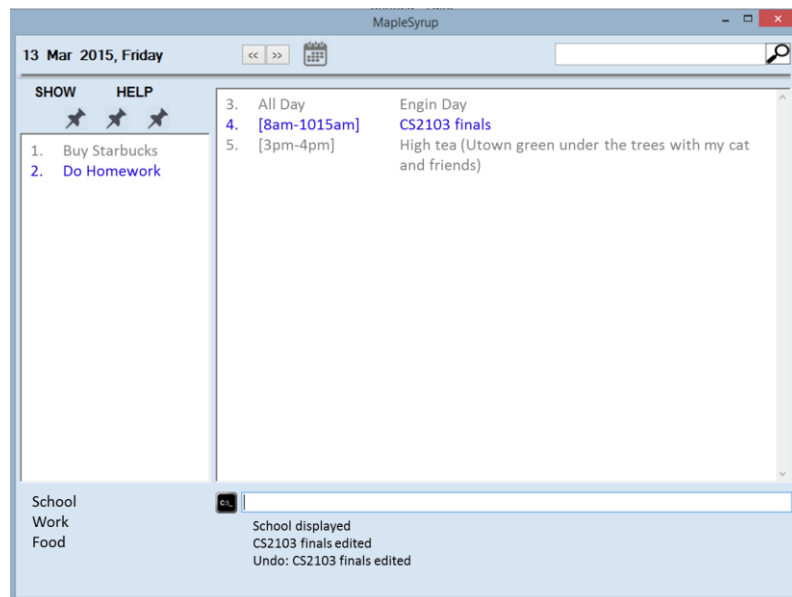 MapleSyrup
13 Mar 2015, Friday
<< >>
SHOW HELP
1. Buy Starbucks
2. Do Homework
3. All Day Engin Day
4. [8am-1015am] CS2103 finals
5. [3pm-4pm] High tea (Utown green under the trees with my cat
and friends)
School
Work
Food
C:\_
School displayed
CS2103 finals edited
Undo: CS2103 finals edited